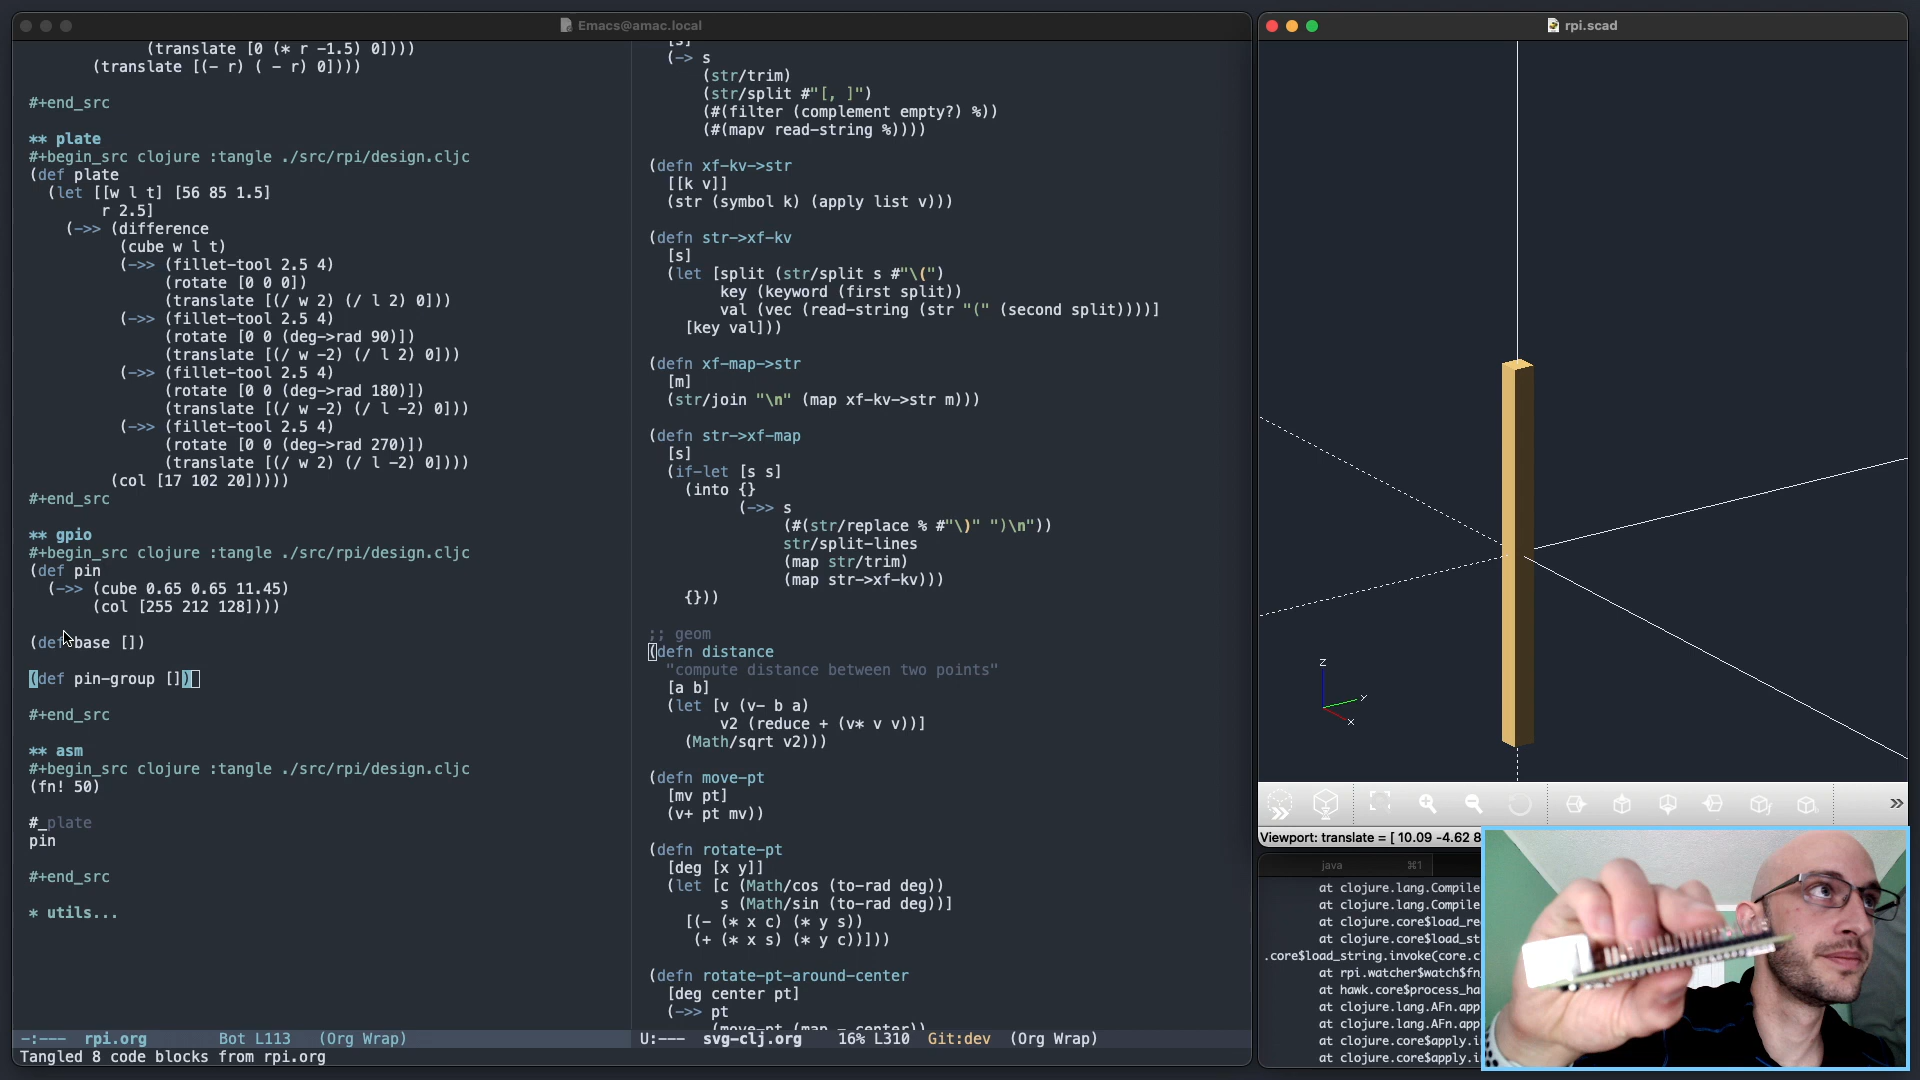 Emacs@amac.local
(translate [0 (* r -1.5) 0])))
(translate [(- r) ( - r) 0])))
#+end_src
** plate
#+begin_src clojure :tangle ./src/rpi/design.cljc
(def plate
(let [[w l t] [56 85 1.5]
r 2.5]
(->> (difference
(cube w l t)
(->> (fillet-tool 2.5 4)
(rotate [0 0 0])
(translate [(/ w 2) (/ l 2) 0]))
(->> (fillet-tool 2.5 4)
(rotate [0 0 (deg->rad 90)])
(translate [(/ w -2) (/ l 2) 0]))
(->> (fillet-tool 2.5 4)
(rotate [0 0 (deg->rad 180)])
(translate [(/ w -2) (/ l -2) 0]))
(->> (fillet-tool 2.5 4)
(rotate [0 0 (deg->rad 270)])
(translate [(/ w 2) (/ l -2) 0])))
(col [17 102 20]))))
#+end_src
** gpio
#+begin_src clojure :tangle ./src/rpi/design.cljc
(def pin
(->> (cube 0.65 0.65 11.45)
(col [255 212 128])))
(def base [])
(def pin-group [])
#+end_src
** asm
#+begin_src clojure :tangle ./src/rpi/design.cljc
(fn! 50)
#_plate
pin
#+end_src
* utils...
-:--- rpi.org Bot L113 (Org Wrap)
Tangled 8 code blocks from rpi.org
[s]
(-> s
(str/trim)
(str/split #"[, ]")
(#(filter (complement empty?) %))
(#(mapv read-string %))))
(defn xf-kv->str
[[k v]]
(str (symbol k) (apply list v)))
(defn str->xf-kv
[s]
(let [split (str/split s #"\(")
key (keyword (first split))
val (vec (read-string (str "(" (second split))))]
[key val]))
(defn xf-map->str
[m]
(str/join "\n" (map xf-kv->str m)))
(defn str->xf-map
[s]
(if-let [s s]
(into {}
(->> s
(#(str/replace % #"\)" ")\n"))
str/split-lines
(map str/trim)
(map str->xf-kv)))
{}))
;; geom
(defn distance
"compute distance between two points"
[a b]
(let [v (v- b a)
v2 (reduce + (v* v v))]
(Math/sqrt v2)))
(defn move-pt
[mv pt]
(v+ pt mv))
(defn rotate-pt
[deg [x y]]
(let [c (Math/cos (to-rad deg))
s (Math/sin (to-rad deg))]
[(- (* x c) (* y s))
(+ (* x s) (* y c))]))
(defn rotate-pt-around-center
[deg center pt]
(->> pt
(move-pt (map - center))
U:--- svg-clj.org 16% L310 Git:dev (Org Wrap)
rpi.scad
Z
Y
X
Viewport: translate = [ 10.09 -4.62 8
java ⌘1
at clojure.lang.Compile
at clojure.lang.Compile
at clojure.core$load_re
at clojure.core$load_st
.core$load_string.invoke(core.c
at rpi.watcher$watch$fn
at hawk.core$process_ha
at clojure.lang.AFn.app
at clojure.lang.AFn.app
at clojure.core$apply.i
at clojure.core$apply.i